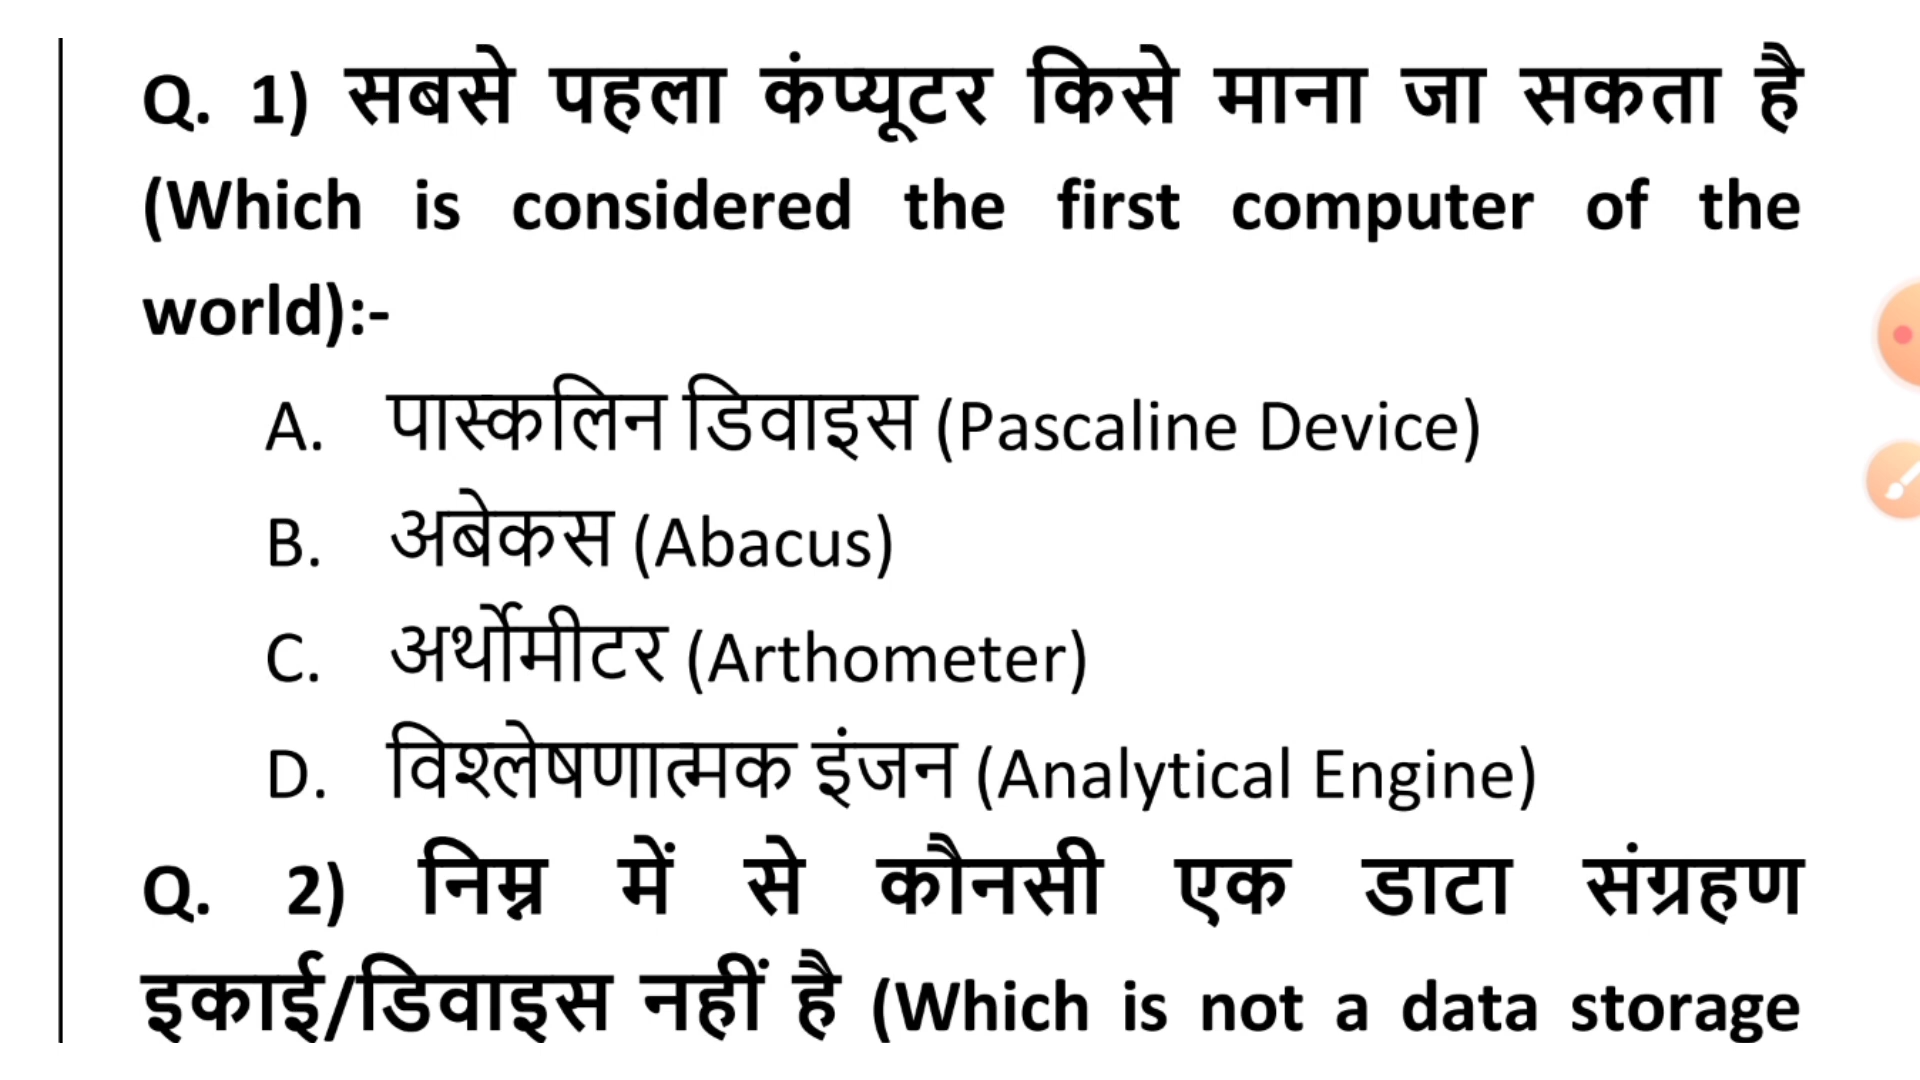 Q. 1) सबसे पहला कंप्यूटर किसे माना जा सकता है
(Which is considered the first computer of the
world):-
A. पास्कलिन डिवाइस (Pascaline Device)
B. अबेकस (Abacus)
C. अर्थोमीटर (Arthometer)
D. विश्लेषणात्मक इंजन (Analytical Engine)
Q. 2) निम्न में से कौनसी एक डाटा संग्रहण
इकाई/डिवाइस नहीं है (Which is not a data storage